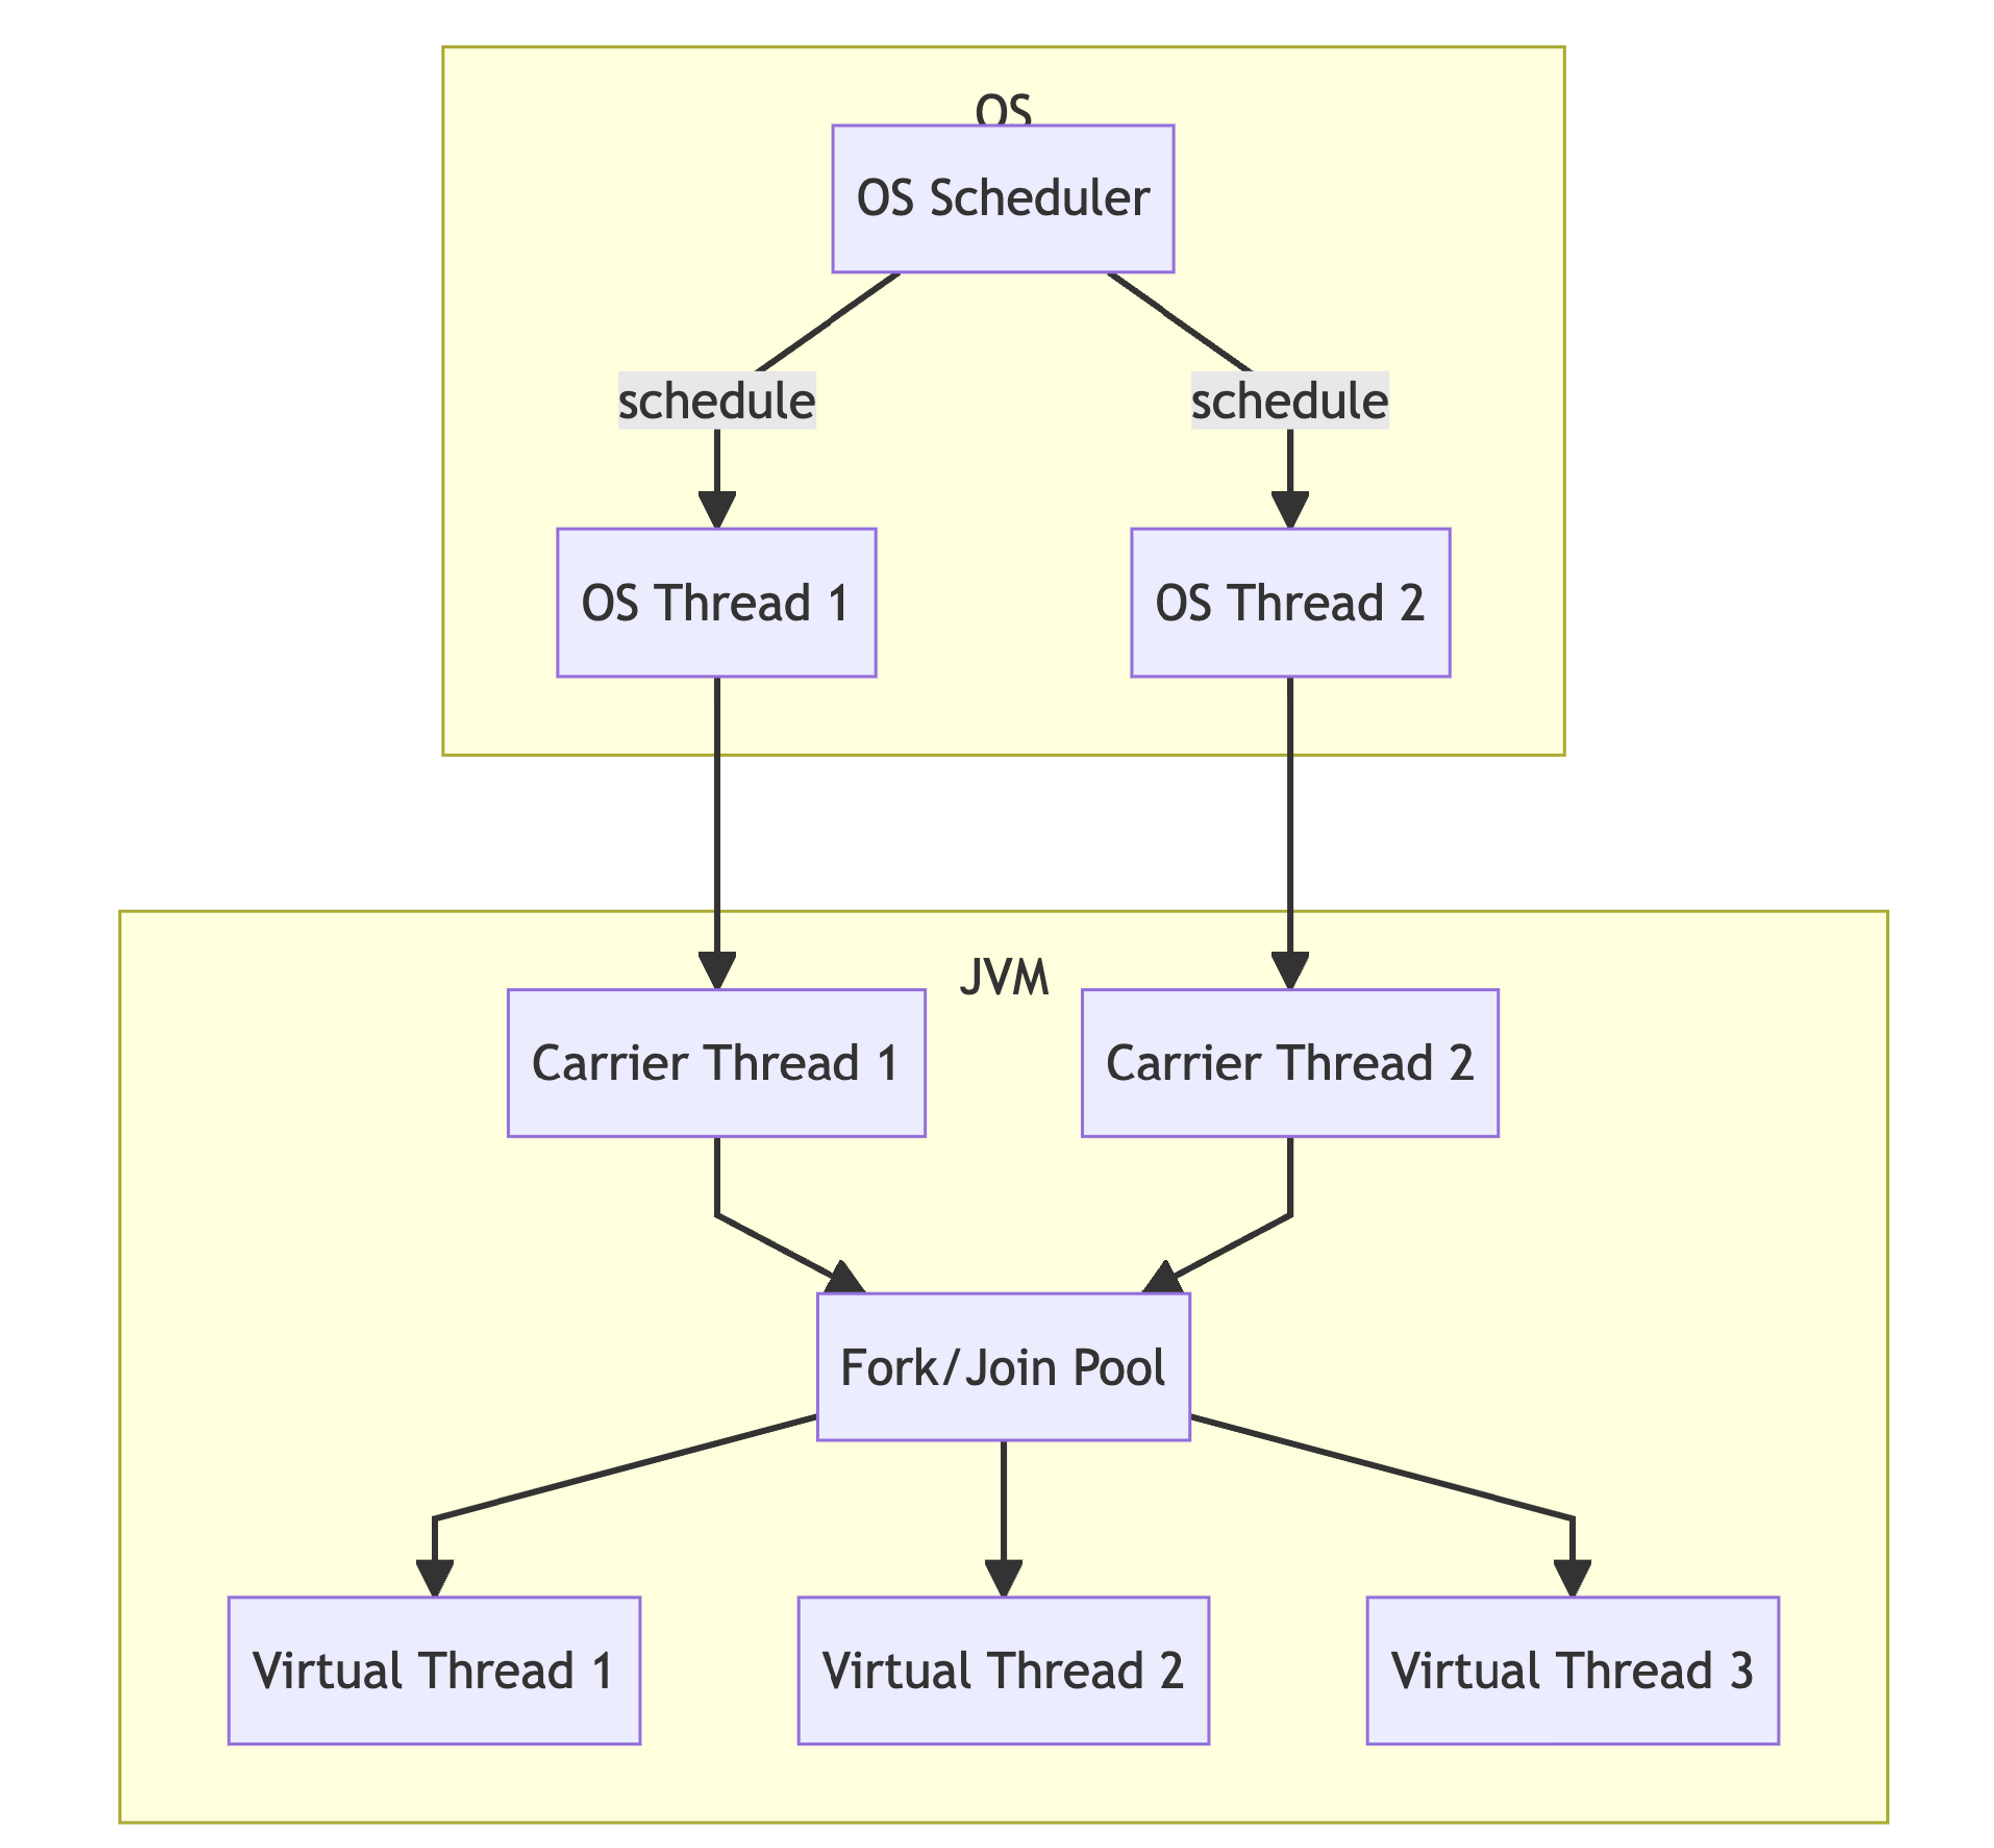 OS
OS Scheduler
schedule
schedule
OS Thread 1
OS Thread 2
JVM
Carrier Thread 1
Carrier Thread 2
Fork/Join Pool
Virtual Thread 1
Virtual Thread 2
Virtual Thread 3